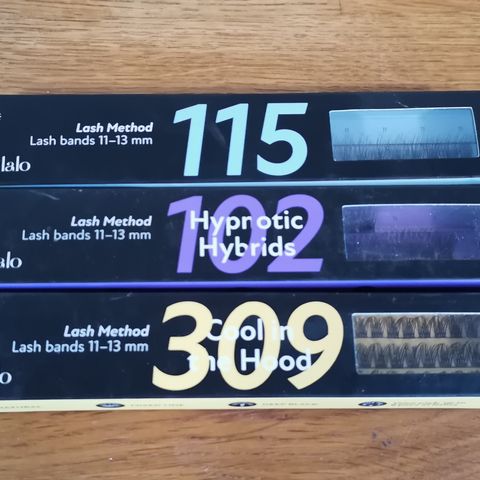 Lash Method
Lash bands 11–13 mm
115
lalo
Lash Method
Lash bands 11–13 mm
102
Hypnotic
Hybrids
alo
Lash Method
Lash bands 11–13 mm
309
Cool in
the Hood
o